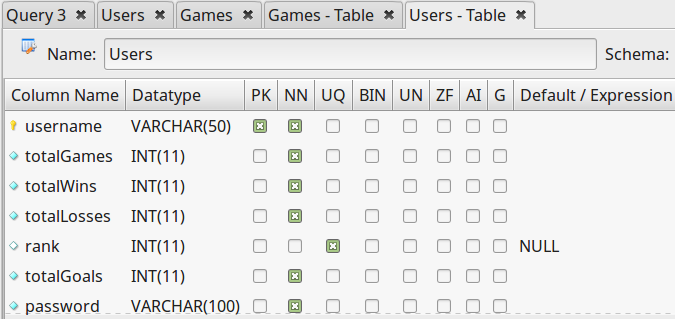 Query 3 Users Games Games - Table Users - Table
Name: Users Schema:
Column Name Datatype PK NN UQ BIN UN ZF AI G Default / Expression
username VARCHAR(50)
totalGames INT(11)
totalWins INT(11)
totalLosses INT(11)
rank INT(11) NULL
totalGoals INT(11)
password VARCHAR(100)